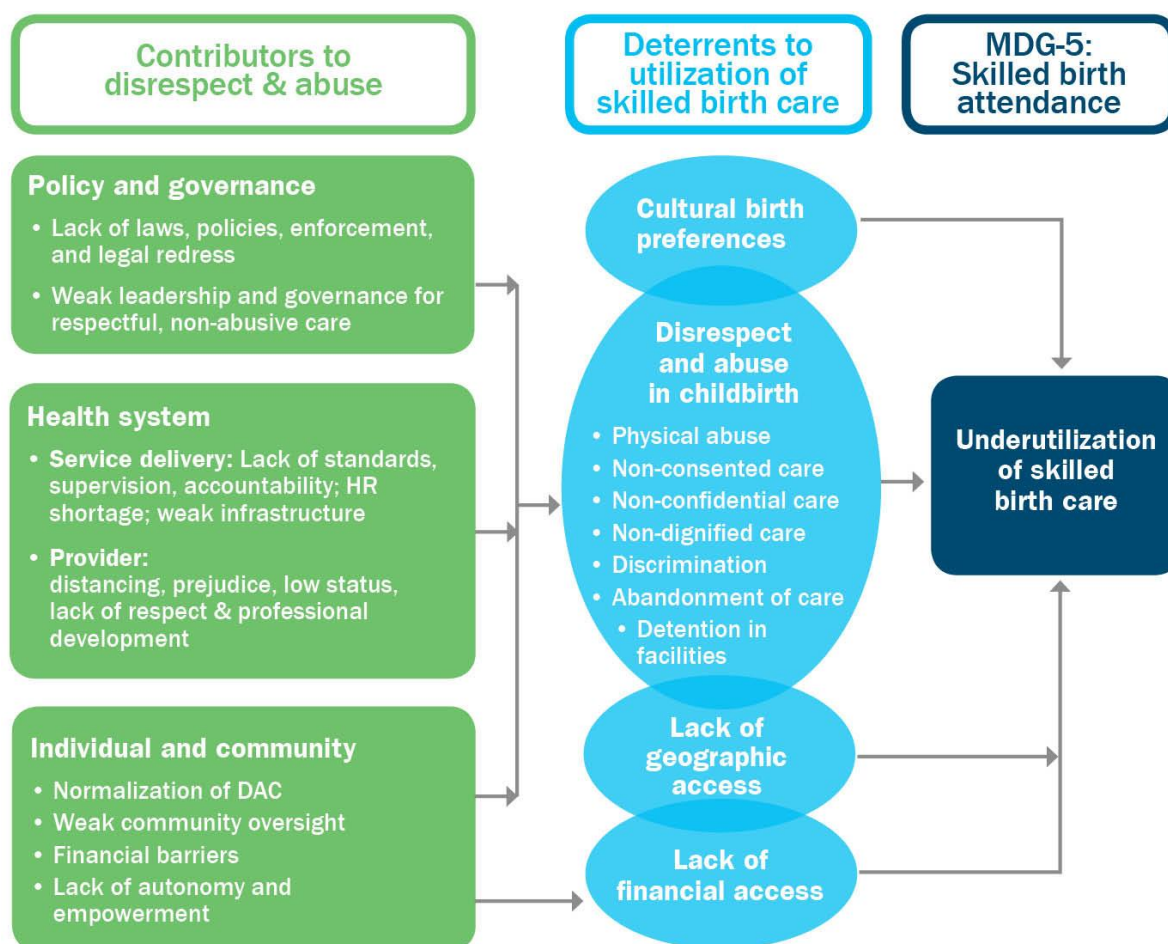 Contributors to
disrespect & abuse
Policy and governance
• Lack of laws, policies, enforcement,
and legal redress
• Weak leadership and governance for
respectful, non-abusive care
Health system
• Service delivery: Lack of standards,
supervision, accountability; HR
shortage; weak infrastructure
• Provider:
distancing, prejudice, low status,
lack of respect & professional
development
Individual and community
• Normalization of DAC
• Weak community oversight
• Financial barriers
• Lack of autonomy and
empowerment
Deterrents to
utilization of
skilled birth care
Cultural birth
preferences
Disrespect
and abuse
in childbirth
• Physical abuse
• Non-consented care
• Non-confidential care
• Non-dignified care
• Discrimination
• Abandonment of care
• Detention in
facilities
Lack of
geographic
access
Lack of
financial access
MDG-5:
Skilled birth
attendance
Underutilization
of skilled
birth care